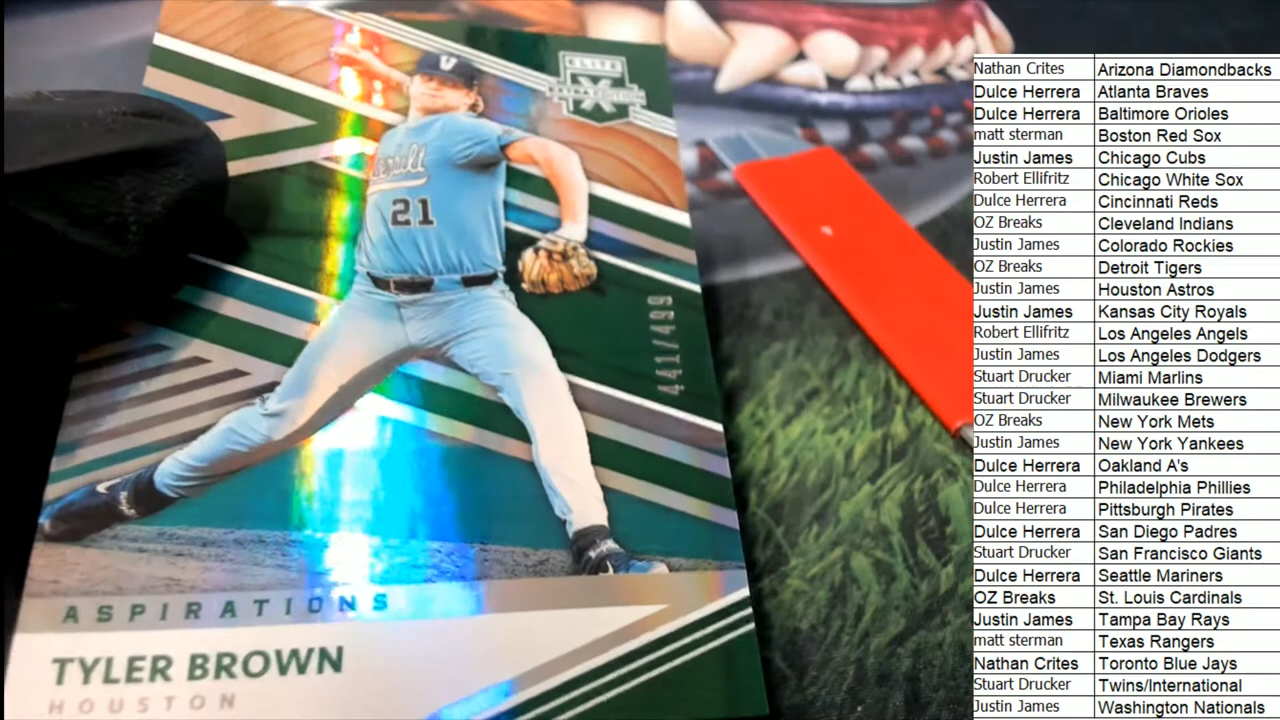 ELITE
EXTRA EDITION
V
21
441/499
ASPIRATIONS
TYLER BROWN
HOUSTON
Nathan Crites Arizona Diamondbacks
Dulce Herrera Atlanta Braves
Dulce Herrera Baltimore Orioles
matt sterman Boston Red Sox
Justin James Chicago Cubs
Robert Ellifritz Chicago White Sox
Dulce Herrera Cincinnati Reds
OZ Breaks Cleveland Indians
Justin James Colorado Rockies
OZ Breaks Detroit Tigers
Justin James Houston Astros
Justin James Kansas City Royals
Robert Ellifritz Los Angeles Angels
Justin James Los Angeles Dodgers
Stuart Drucker Miami Marlins
Stuart Drucker Milwaukee Brewers
OZ Breaks New York Mets
Justin James New York Yankees
Dulce Herrera Oakland A's
Dulce Herrera Philadelphia Phillies
Dulce Herrera Pittsburgh Pirates
Dulce Herrera San Diego Padres
Stuart Drucker San Francisco Giants
Dulce Herrera Seattle Mariners
OZ Breaks St. Louis Cardinals
Justin James Tampa Bay Rays
matt sterman Texas Rangers
Nathan Crites Toronto Blue Jays
Stuart Drucker Twins/International
Justin James Washington Nationals